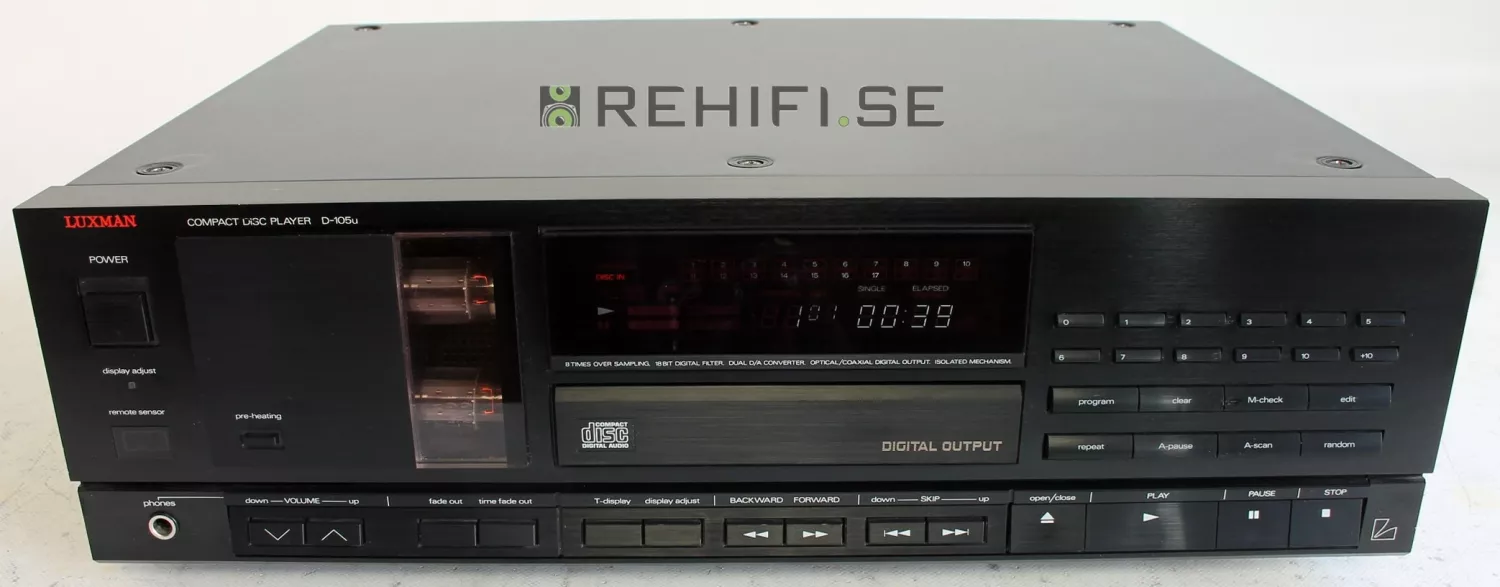 REHIFI.SE
LUXMAN COMPACT DISC PLAYER D-105u
POWER
display adjust
remote sensor
pre-heating
DISC IN
2 3 4 5 6 7 8 9 10
12 13 14 15 16 17
SINGLE ELAPSED
1 01 00:39
8 TIMES OVER SAMPLING. 18 BIT DIGITAL FILTER. DUAL D/A CONVERTER. OPTICAL/COAXIAL DIGITAL OUTPUT. ISOLATED MECHANISM.
COMPACT
disc
DIGITAL AUDIO
DIGITAL OUTPUT
0 1 2 3 4 5
6 7 8 9 10 +10
program clear M-check edit
repeat A-pause A-scan random
phones
down — VOLUME — up
fade out time fade out
T-display display adjust
BACKWARD FORWARD
down — SKIP — up
open/close
PLAY
PAUSE
STOP